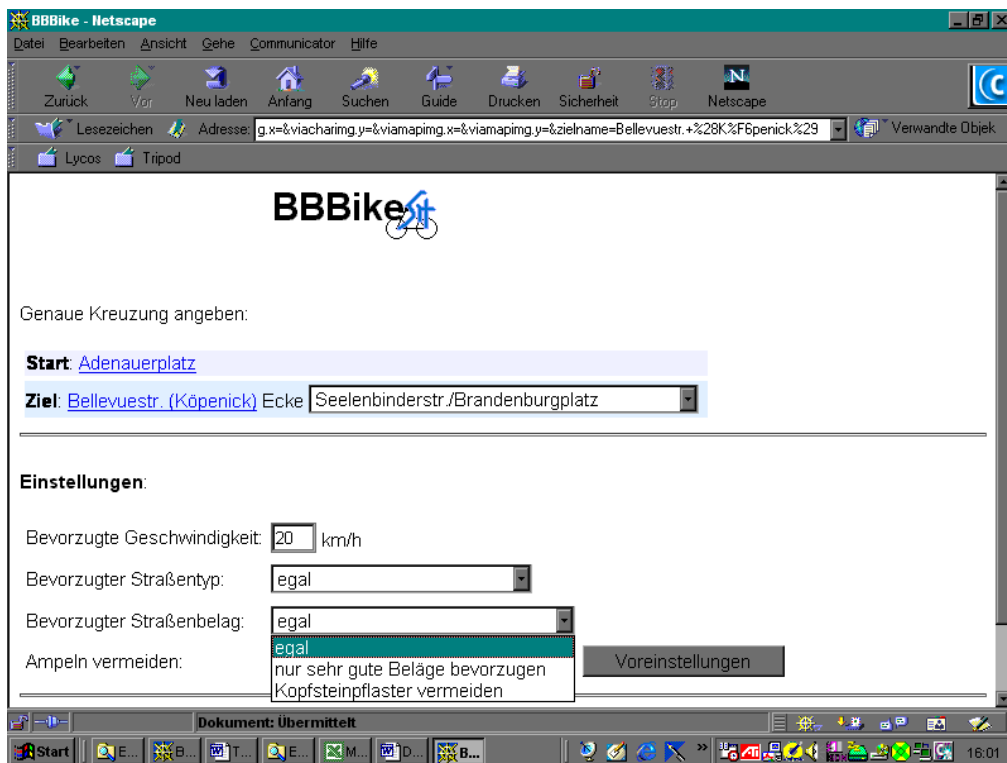 BBBike - Netscape
Datei Bearbeiten Ansicht Gehe Communicator Hilfe
Zurück Vor Neu laden Anfang Suchen Guide Drucken Sicherheit Stop Netscape
Lesezeichen Adresse: g.x=&viacharimg.y=&viamapimg.x=&viamapimg.y=&zielname=Bellevuestr.+%28K%F6penick%29 Verwandte Objek
Lycos Tripod
BBBike
Genaue Kreuzung angeben:
Start: Adenauerplatz
Ziel: Bellevuestr. (Köpenick) Ecke Seelenbinderstr./Brandenburgplatz
Einstellungen:
Bevorzugte Geschwindigkeit: 20 km/h
Bevorzugter Straßentyp: egal
Bevorzugter Straßenbelag: egal
egal
nur sehr gute Beläge bevorzugen
Kopfsteinpflaster vermeiden
Ampeln vermeiden: Voreinstellungen
Dokument: Übermittelt
Start E... B... T... E... M... D... B... 16:01